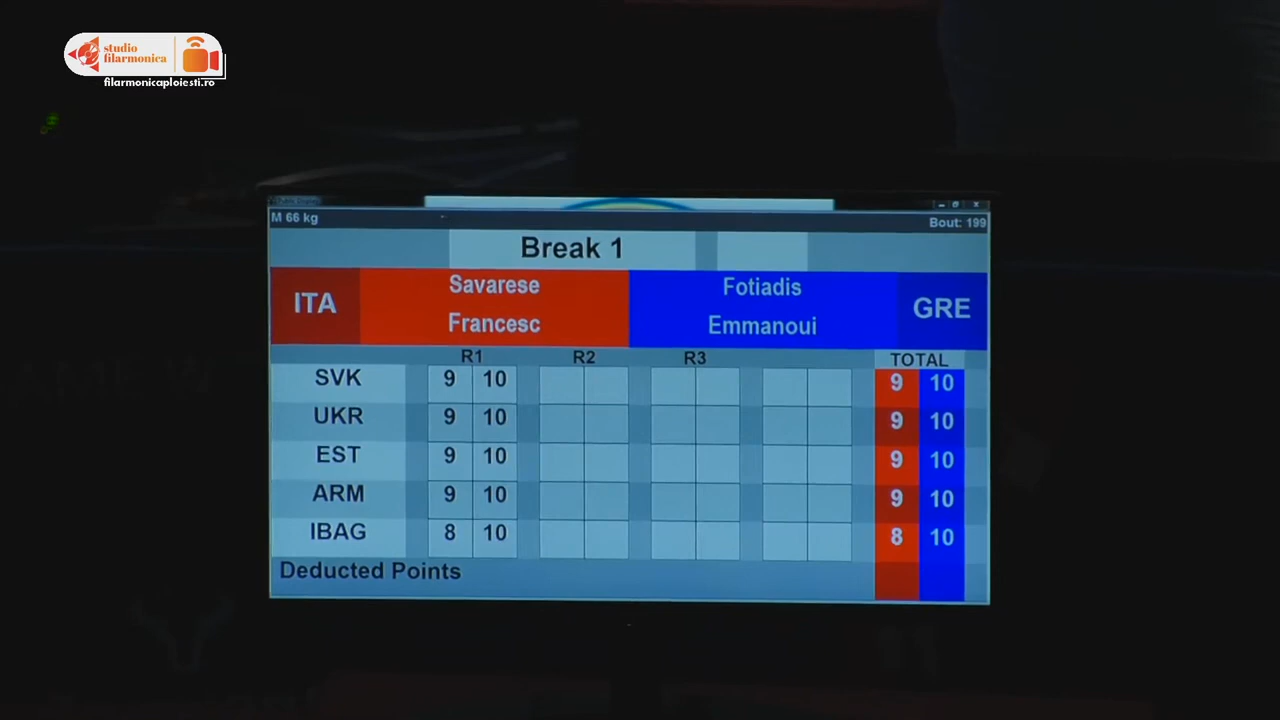 studio
filarmonica
filarmonicaploiesti.ro
M 66 kg
Bout: 199
Break 1
ITA
Savarese
Francesc
Fotiadis
Emmanoui
GRE
R1 R2 R3 TOTAL
SVK 9 10 9 10
UKR 9 10 9 10
EST 9 10 9 10
ARM 9 10 9 10
IBAG 8 10 8 10
Deducted Points